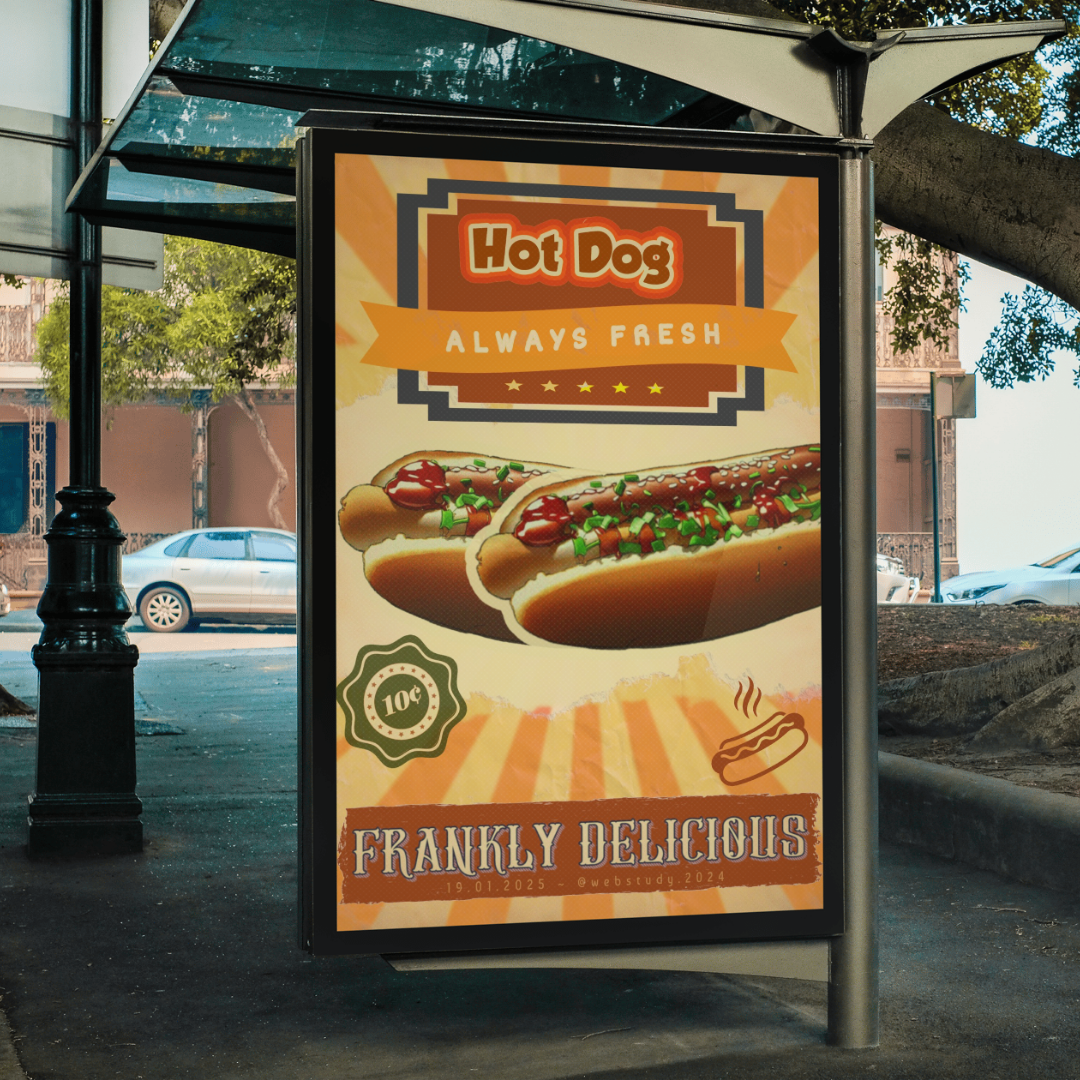 Hot Dog
ALWAYS FRESH
10¢
FRANKLY DELICIOUS
19.01.2025 - @webstudy.2024